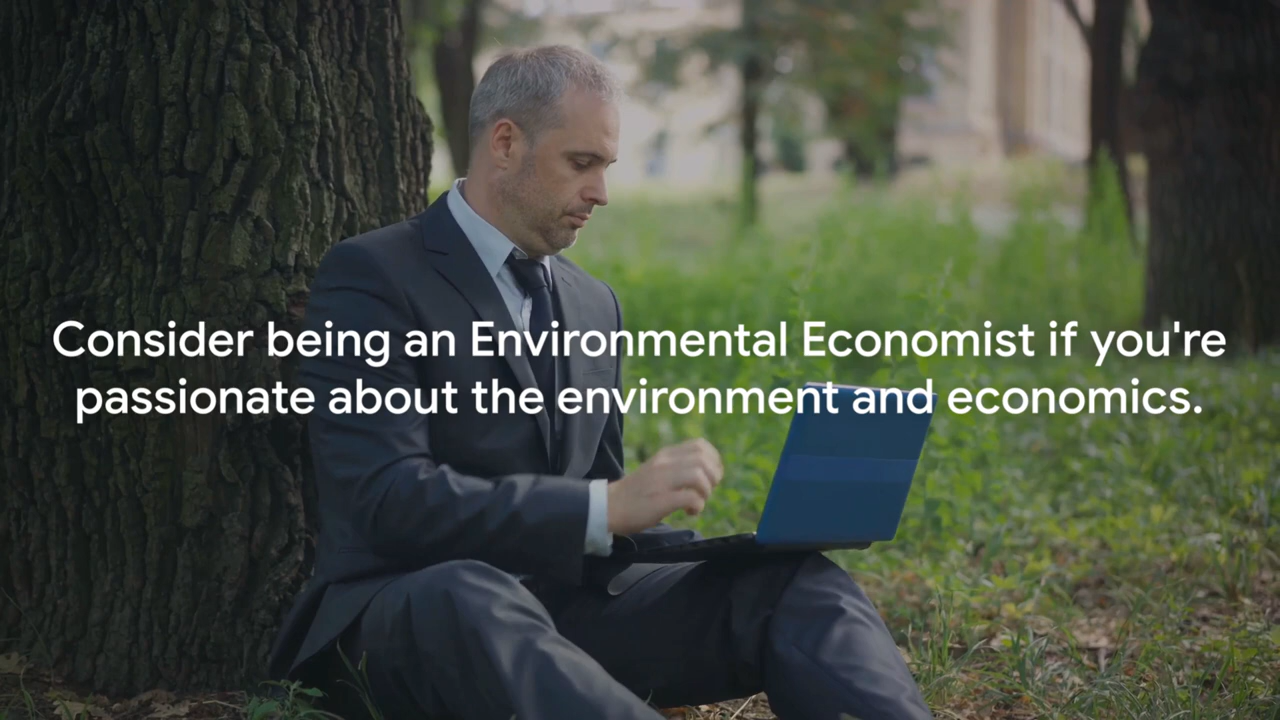 Consider being an Environmental Economist if you're
passionate about the environment and economics.